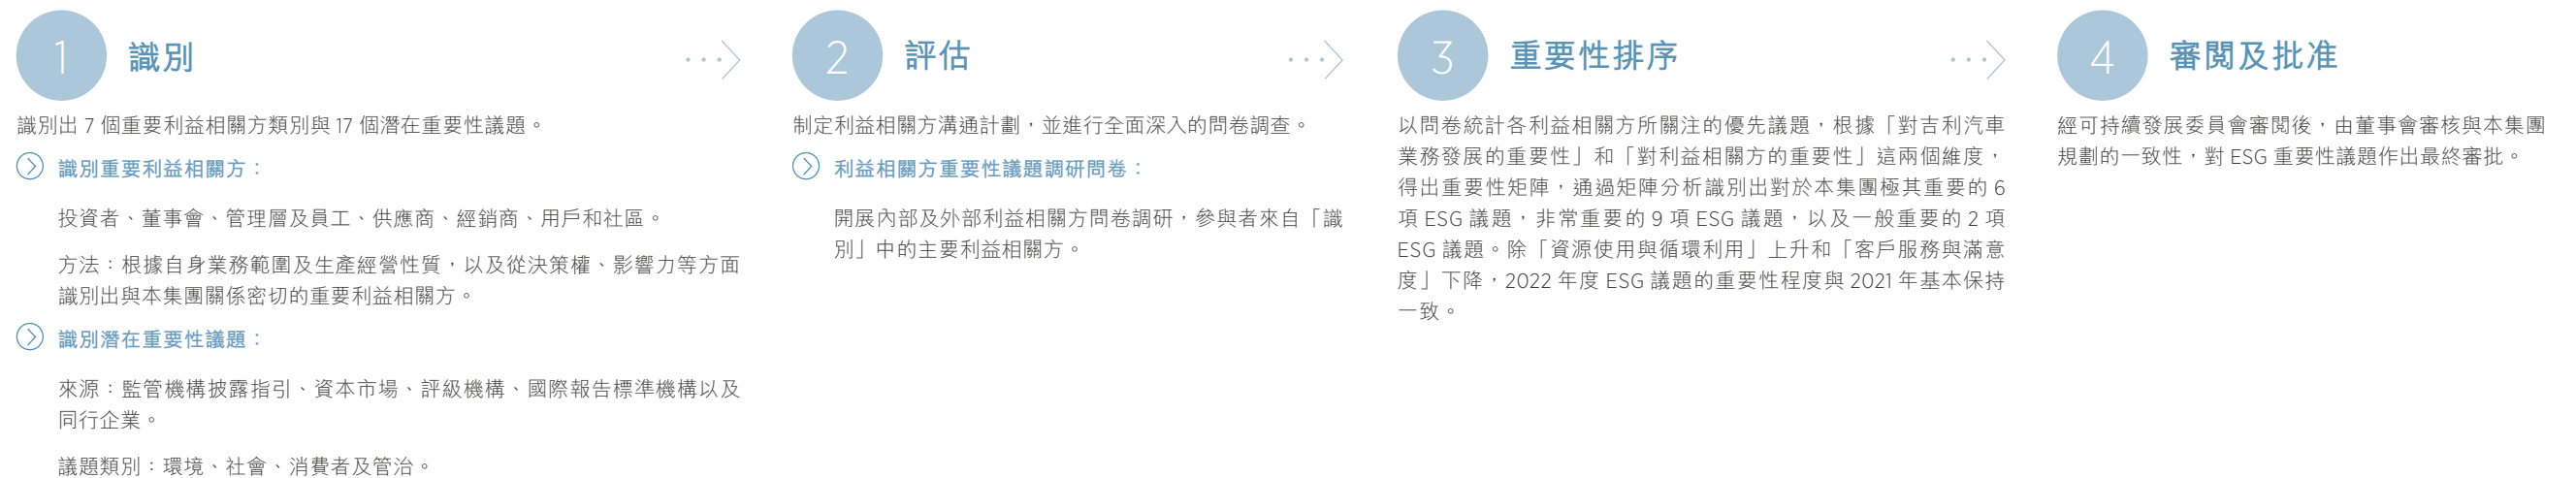 1 識別
識別出 7 個重要利益相關方類別與 17 個潛在重要性議題。
識別重要利益相關方：
投資者、董事會、管理層及員工、供應商、經銷商、用戶和社區。
方法：根據自身業務範圍及生產經營性質，以及從決策權、影響力等方面
識別出與本集團關係密切的重要利益相關方。
識別潛在重要性議題：
來源：監管機構披露指引、資本市場、評級機構、國際報告標準機構以及
同行企業。
議題類別：環境、社會、消費者及管治。
2 評估
制定利益相關方溝通計劃，並進行全面深入的問卷調查。
利益相關方重要性議題調研問卷：
開展內部及外部利益相關方問卷調研，參與者來自「識
別」中的主要利益相關方。
3 重要性排序
以問卷統計各利益相關方所關注的優先議題，根據「對吉利汽車
業務發展的重要性」和「對利益相關方的重要性」這兩個維度，
得出重要性矩陣，通過矩陣分析識別出對於本集團極其重要的 6
項 ESG 議題，非常重要的 9 項 ESG 議題，以及一般重要的 2 項
ESG 議題。除「資源使用與循環利用」上升和「客戶服務與滿意
度」下降，2022 年度 ESG 議題的重要性程度與 2021 年基本保持
一致。
4 審閱及批准
經可持續發展委員會審閱後，由董事會審核與本集團
規劃的一致性，對 ESG 重要性議題作出最終審批。